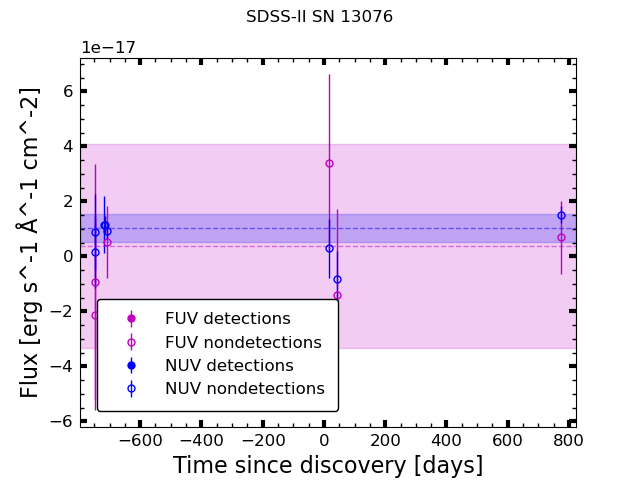 SDSS-II SN 13076
1e−17
6
4
2
0
−2
−4
−6
Flux [erg s^-1 Å^-1 cm^-2]
FUV detections
FUV nondetections
NUV detections
NUV nondetections
−600 −400 −200 0 200 400 600 800
Time since discovery [days]